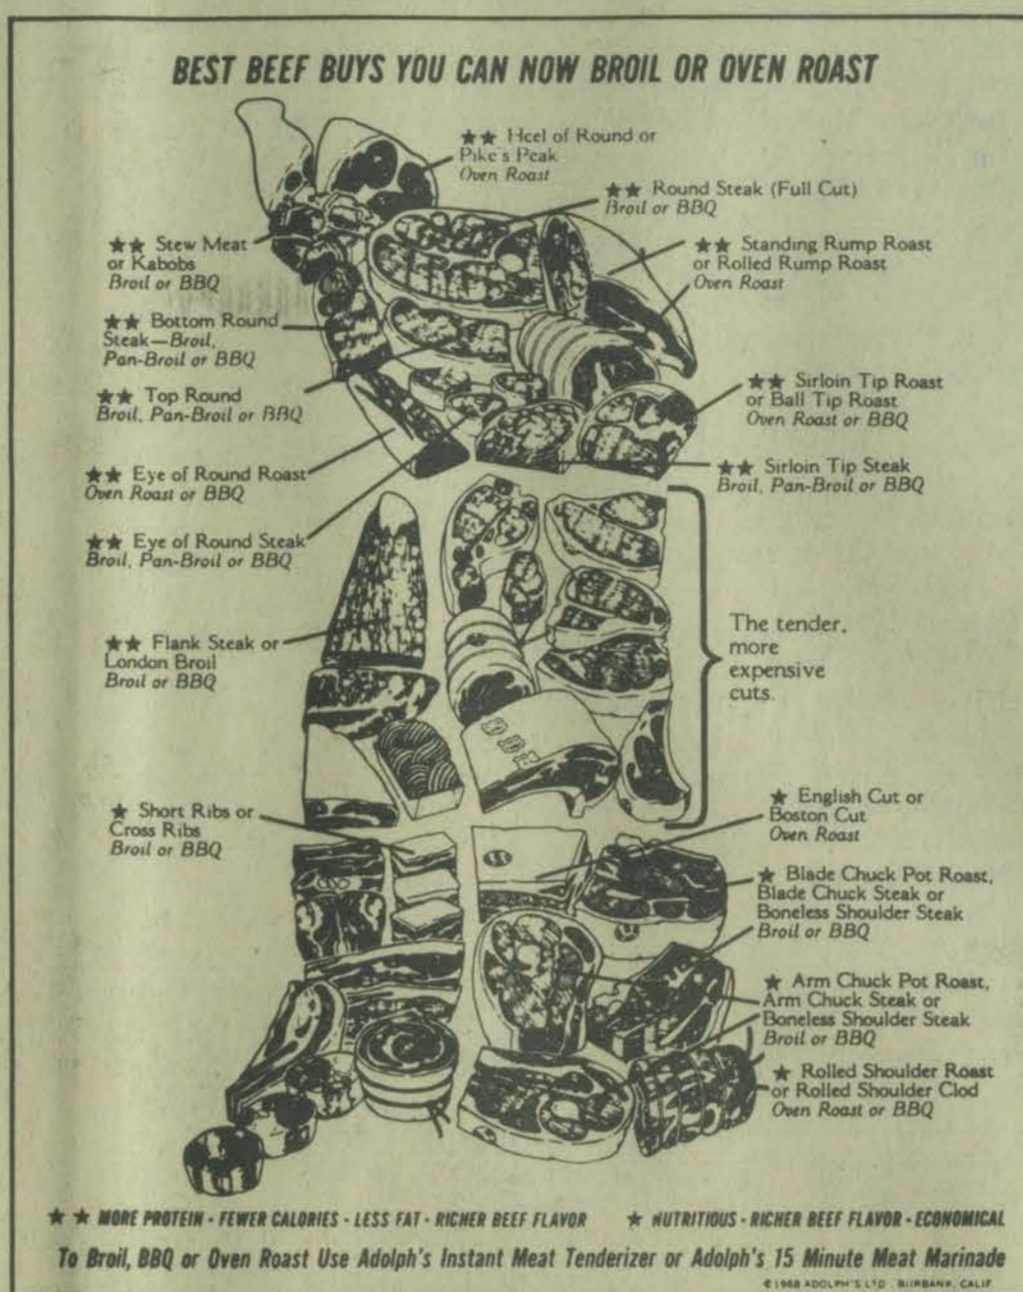 BEST BEEF BUYS YOU CAN NOW BROIL OR OVEN ROAST
★★ Heel of Round or
Pike's Peak
Oven Roast
★★ Round Steak (Full Cut)
Broil or BBQ
★★ Stew Meat
or Kabobs
Broil or BBQ
★★ Standing Rump Roast
or Rolled Rump Roast
Oven Roast
★★ Bottom Round
Steak—Broil,
Pan-Broil or BBQ
★★ Top Round
Broil, Pan-Broil or BBQ
★★ Sirloin Tip Roast
or Ball Tip Roast
Oven Roast or BBQ
★★ Eye of Round Roast
Oven Roast or BBQ
★★ Sirloin Tip Steak
Broil, Pan-Broil or BBQ
★★ Eye of Round Steak
Broil, Pan-Broil or BBQ
★★ Flank Steak or
London Broil
Broil or BBQ
The tender,
more
expensive
cuts.
★ Short Ribs or
Cross Ribs
Broil or BBQ
★ English Cut or
Boston Cut
Oven Roast
★ Blade Chuck Pot Roast,
Blade Chuck Steak or
Boneless Shoulder Steak
Broil or BBQ
★ Arm Chuck Pot Roast,
Arm Chuck Steak or
Boneless Shoulder Steak
Broil or BBQ
★ Rolled Shoulder Roast
or Rolled Shoulder Clod
Oven Roast or BBQ
★ ★ MORE PROTEIN - FEWER CALORIES - LESS FAT - RICHER BEEF FLAVOR ★ NUTRITIOUS - RICHER BEEF FLAVOR - ECONOMICAL
To Broil, BBQ or Oven Roast Use Adolph's Instant Meat Tenderizer or Adolph's 15 Minute Meat Marinade
©1968 ADOLPH'S LTD. BURBANK, CALIF.